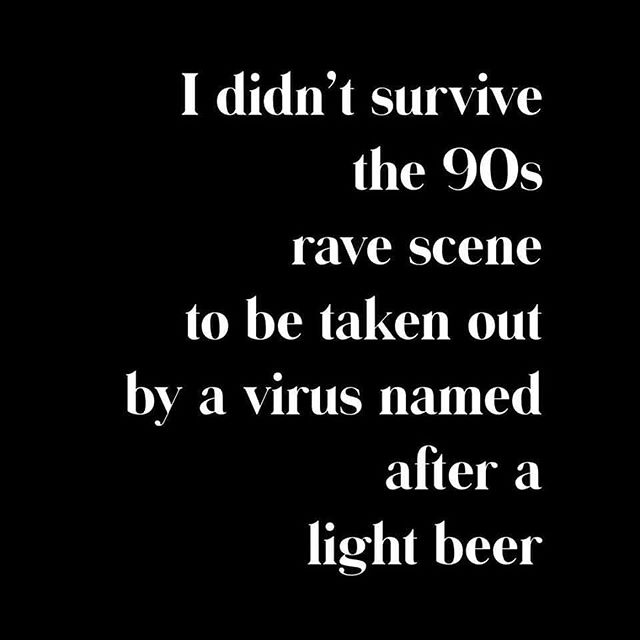 I didn’t survive
the 90s
rave scene
to be taken out
by a virus named
after a
light beer